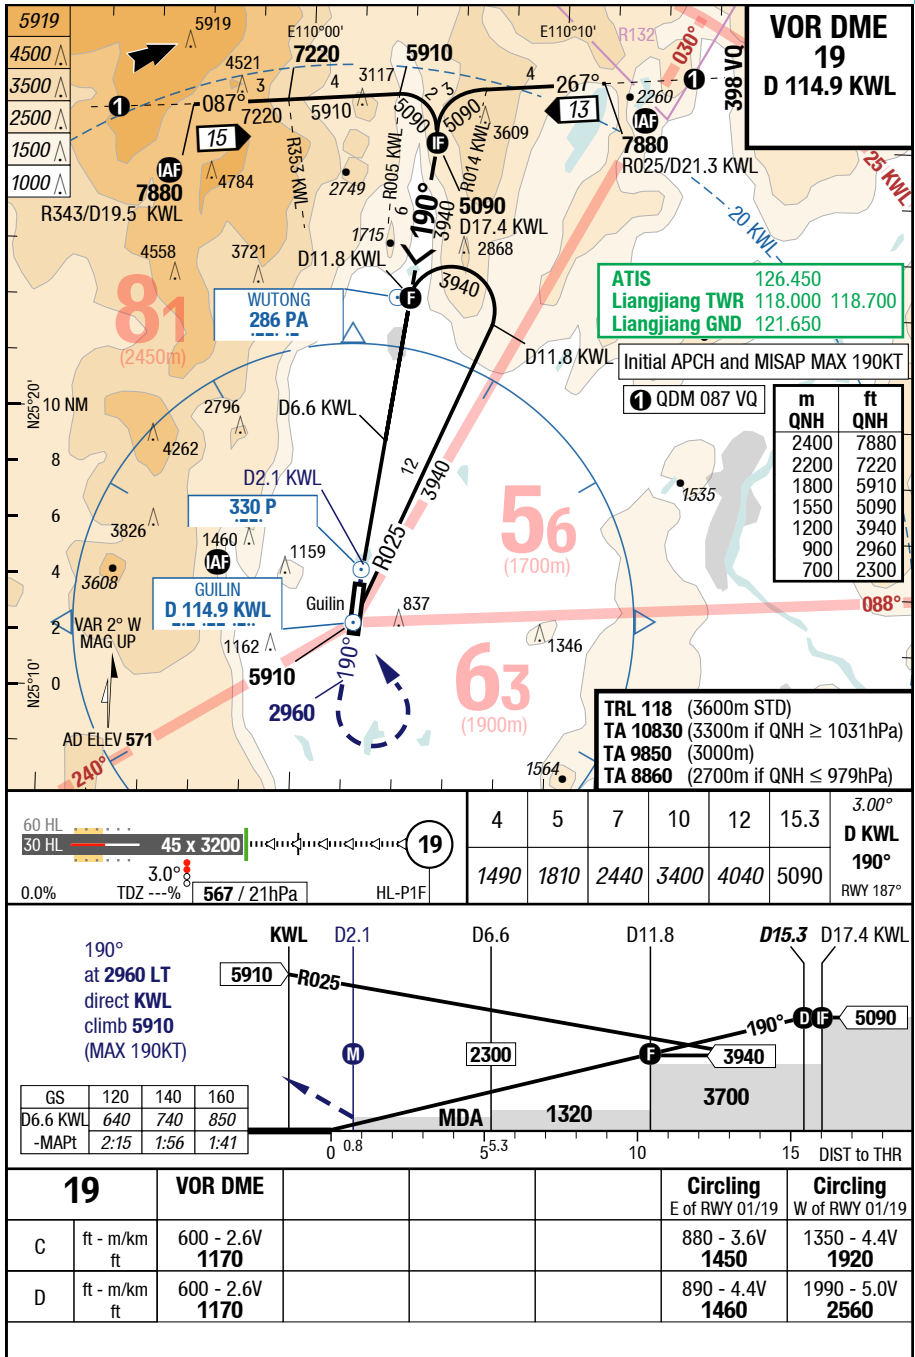 5919
4500
3500
2500
1500
1000
5919
E110°00'
7220
5910
E110°10'
R132
030°
398 VQ
VOR DME
19
D 114.9 KWL
4521
3
4
3117
2
3
4
267°
1
087°
7220
5910
5090
5090
13
2260
1
15
IAF
7880
R343/D19.5 KWL
4784
R353 KWL
2749
R005 KWL
IF
R014 KWL
3609
IAF
7880
R025/D21.3 KWL
25 KWL
20 KWL
190°
6
3940
5090
D17.4 KWL
2868
1715
4558
3721
D11.8 KWL
81
(2450m)
WUTONG
286 PA
F
3940
ATIS 126.450
Liangjiang TWR 118.000 118.700
Liangjiang GND 121.650
D11.8 KWL
Initial APCH and MISAP MAX 190KT
1 QDM 087 VQ
m ft
QNH QNH
2400 7880
2200 7220
1800 5910
1550 5090
1200 3940
900 2960
700 2300
N25°20'
10 NM
2796
D6.6 KWL
4262
8
12
3940
D2.1 KWL
330 P
1535
6
56
(1700m)
3826
1460
IAF
1159
R025
3608
4
GUILIN
D 114.9 KWL
Guilin
837
088°
VAR 2° W
MAG UP
2
1162
1346
5910
190°
63
(1900m)
N25°10'
0
2960
AD ELEV 571
240°
1564
TRL 118 (3600m STD)
TA 10830 (3300m if QNH ≥ 1031hPa)
TA 9850 (3000m)
TA 8860 (2700m if QNH ≤ 979hPa)
60 HL
30 HL
45 x 3200
19
3.0°
0.0%
TDZ ---%
567 / 21hPa
HL-P1F
4 5 7 10 12 15.3 3.00°
D KWL
190°
1490 1810 2440 3400 4040 5090 RWY 187°
190°
at 2960 LT
direct KWL
climb 5910
(MAX 190KT)
KWL D2.1 D6.6 D11.8 D15.3 D17.4 KWL
5910
R025
190°
D
IF
5090
M
2300
F
3940
3700
MDA
1320
GS 120 140 160
D6.6 KWL 640 740 850
-MAPt 2:15 1:56 1:41
0 0.8 5 5.3 10 15 DIST to THR
19 VOR DME Circling Circling
E of RWY 01/19 W of RWY 01/19
C ft - m/km 600 - 2.6V 880 - 3.6V 1350 - 4.4V
ft 1170 1450 1920
D ft - m/km 600 - 2.6V 890 - 4.4V 1990 - 5.0V
ft 1170 1460 2560